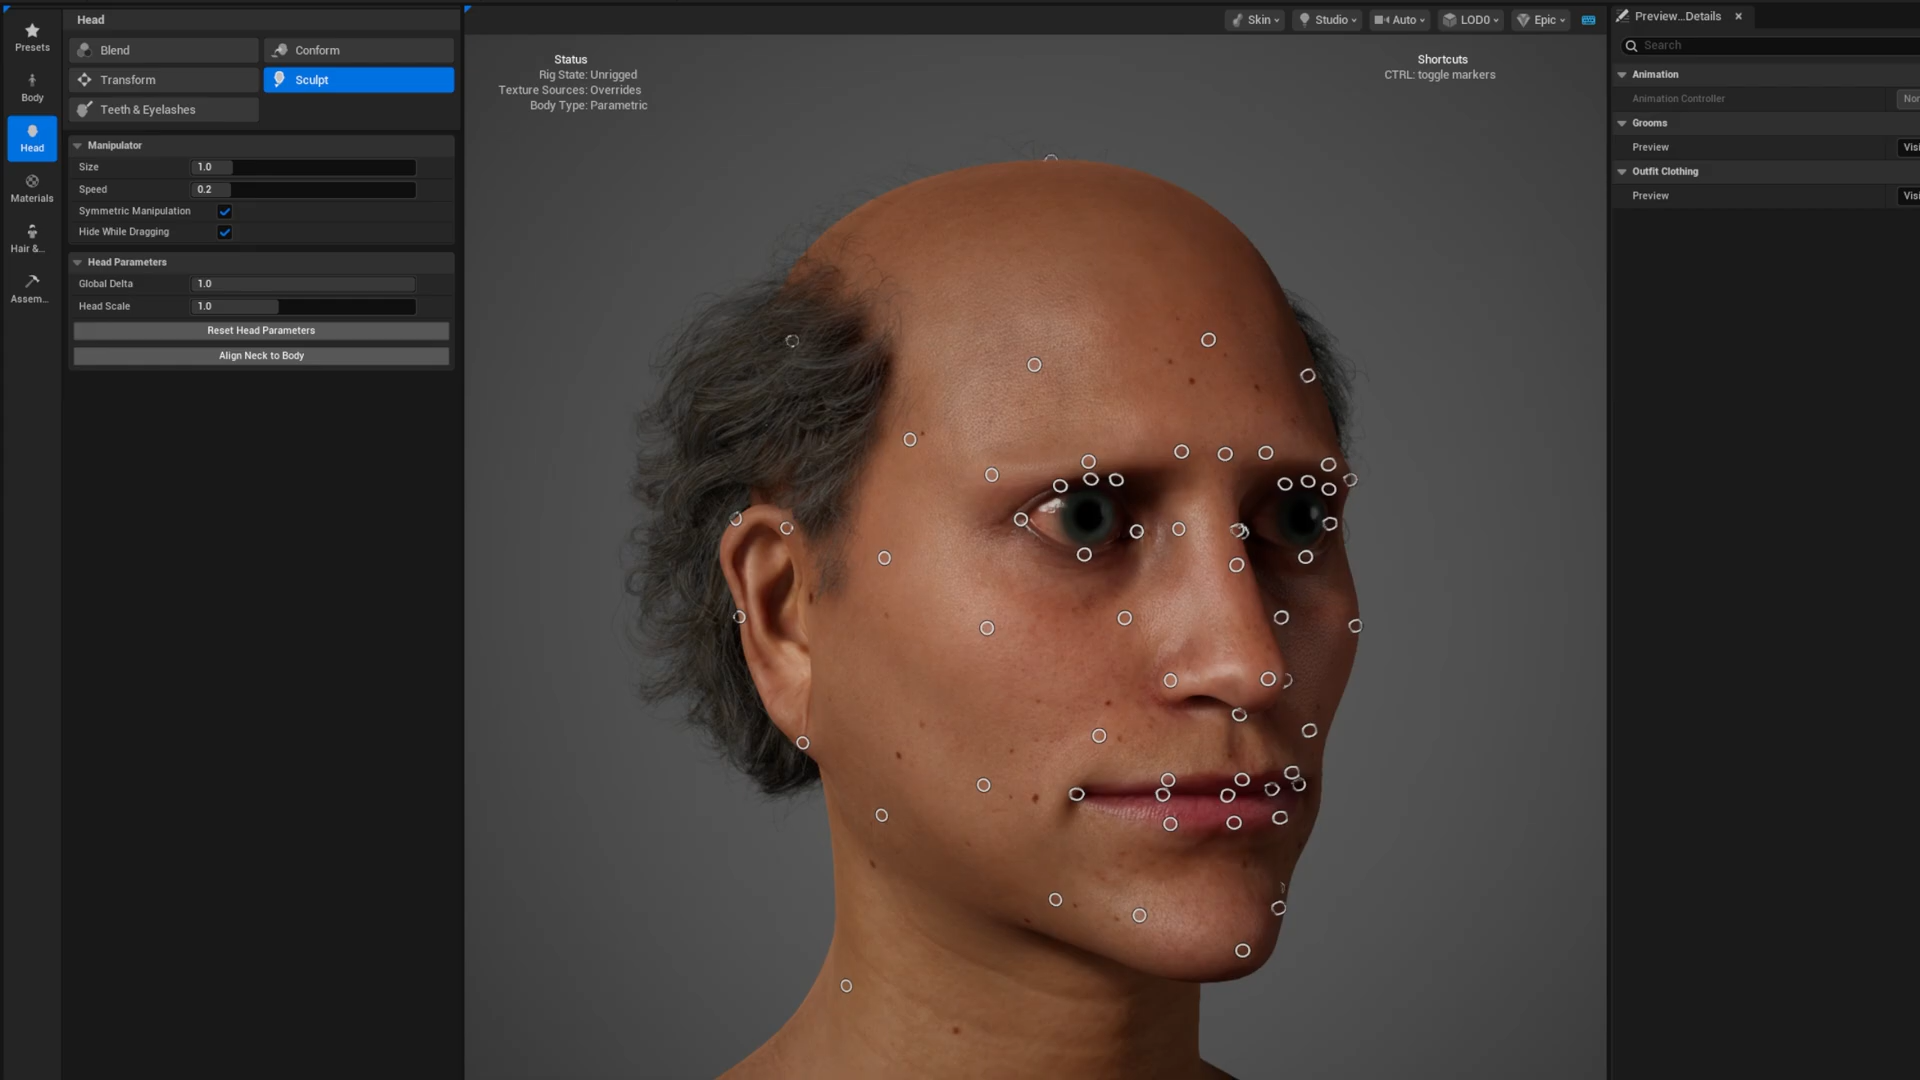 Presets
Body
Head
Materials
Hair &..
Assem...
Head
Blend
Conform
Transform
Sculpt
Teeth & Eyelashes
Manipulator
Size 1.0
Speed 0.2
Symmetric Manipulation
Hide While Dragging
Head Parameters
Global Delta 1.0
Head Scale 1.0
Reset Head Parameters
Align Neck to Body
Skin
Studio
Auto
LOD0
Epic
Status
Rig State: Unrigged
Texture Sources: Overrides
Body Type: Parametric
Shortcuts
CTRL: toggle markers
Preview...Details
Search
Animation
Animation Controller Nor
Grooms
Preview Visi
Outfit Clothing
Preview Visi